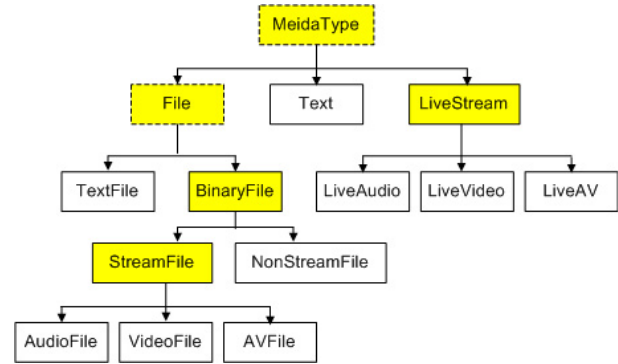 MeidaType
File
Text
LiveStream
TextFile
BinaryFile
LiveAudio
LiveVideo
LiveAV
StreamFile
NonStreamFile
AudioFile
VideoFile
AVFile